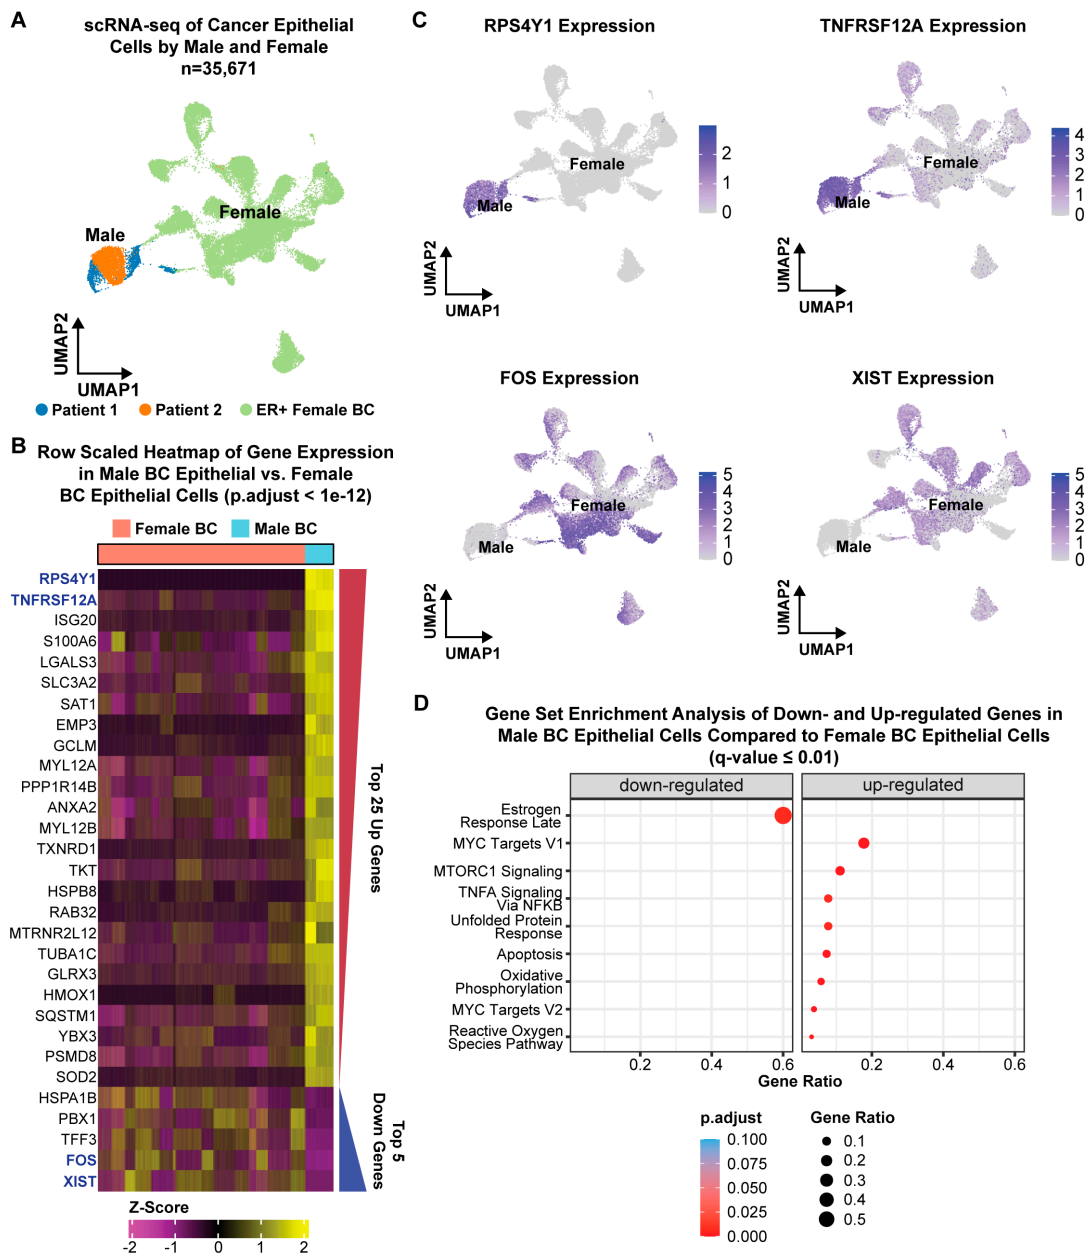 A
scRNA-seq of Cancer Epithelial
Cells by Male and Female
n=35,671
Female
Male
UMAP2
UMAP1
Patient 1
Patient 2
ER+ Female BC
B
Row Scaled Heatmap of Gene Expression
in Male BC Epithelial vs. Female
BC Epithelial Cells (p.adjust < 1e-12)
Female BC
Male BC
RPS4Y1
TNFRSF12A
ISG20
S100A6
LGALS3
SLC3A2
SAT1
EMP3
GCLM
MYL12A
PPP1R14B
ANXA2
MYL12B
TXNRD1
TKT
HSPB8
RAB32
MTRNR2L12
TUBA1C
GLRX3
HMOX1
SQSTM1
YBX3
PSMD8
SOD2
HSPA1B
PBX1
TFF3
FOS
XIST
Top 25 Up Genes
Top 5
Down Genes
Z-Score
-2 -1 0 1 2
C
RPS4Y1 Expression
Female
Male
2
1
0
UMAP2
UMAP1
TNFRSF12A Expression
Female
Male
4
3
2
1
0
UMAP2
UMAP1
FOS Expression
Female
Male
5
4
3
2
1
0
UMAP2
UMAP1
XIST Expression
Female
Male
5
4
3
2
1
0
UMAP2
UMAP1
D
Gene Set Enrichment Analysis of Down- and Up-regulated Genes in
Male BC Epithelial Cells Compared to Female BC Epithelial Cells
(q-value ≤ 0.01)
down-regulated
up-regulated
Estrogen
Response Late
MYC Targets V1
MTORC1 Signaling
TNFA Signaling
Via NFKB
Unfolded Protein
Response
Apoptosis
Oxidative
Phosphorylation
MYC Targets V2
Reactive Oxygen
Species Pathway
0.2 0.4 0.6
0.2 0.4 0.6
Gene Ratio
p.adjust
0.100
0.075
0.050
0.025
0.000
Gene Ratio
0.1
0.2
0.3
0.4
0.5